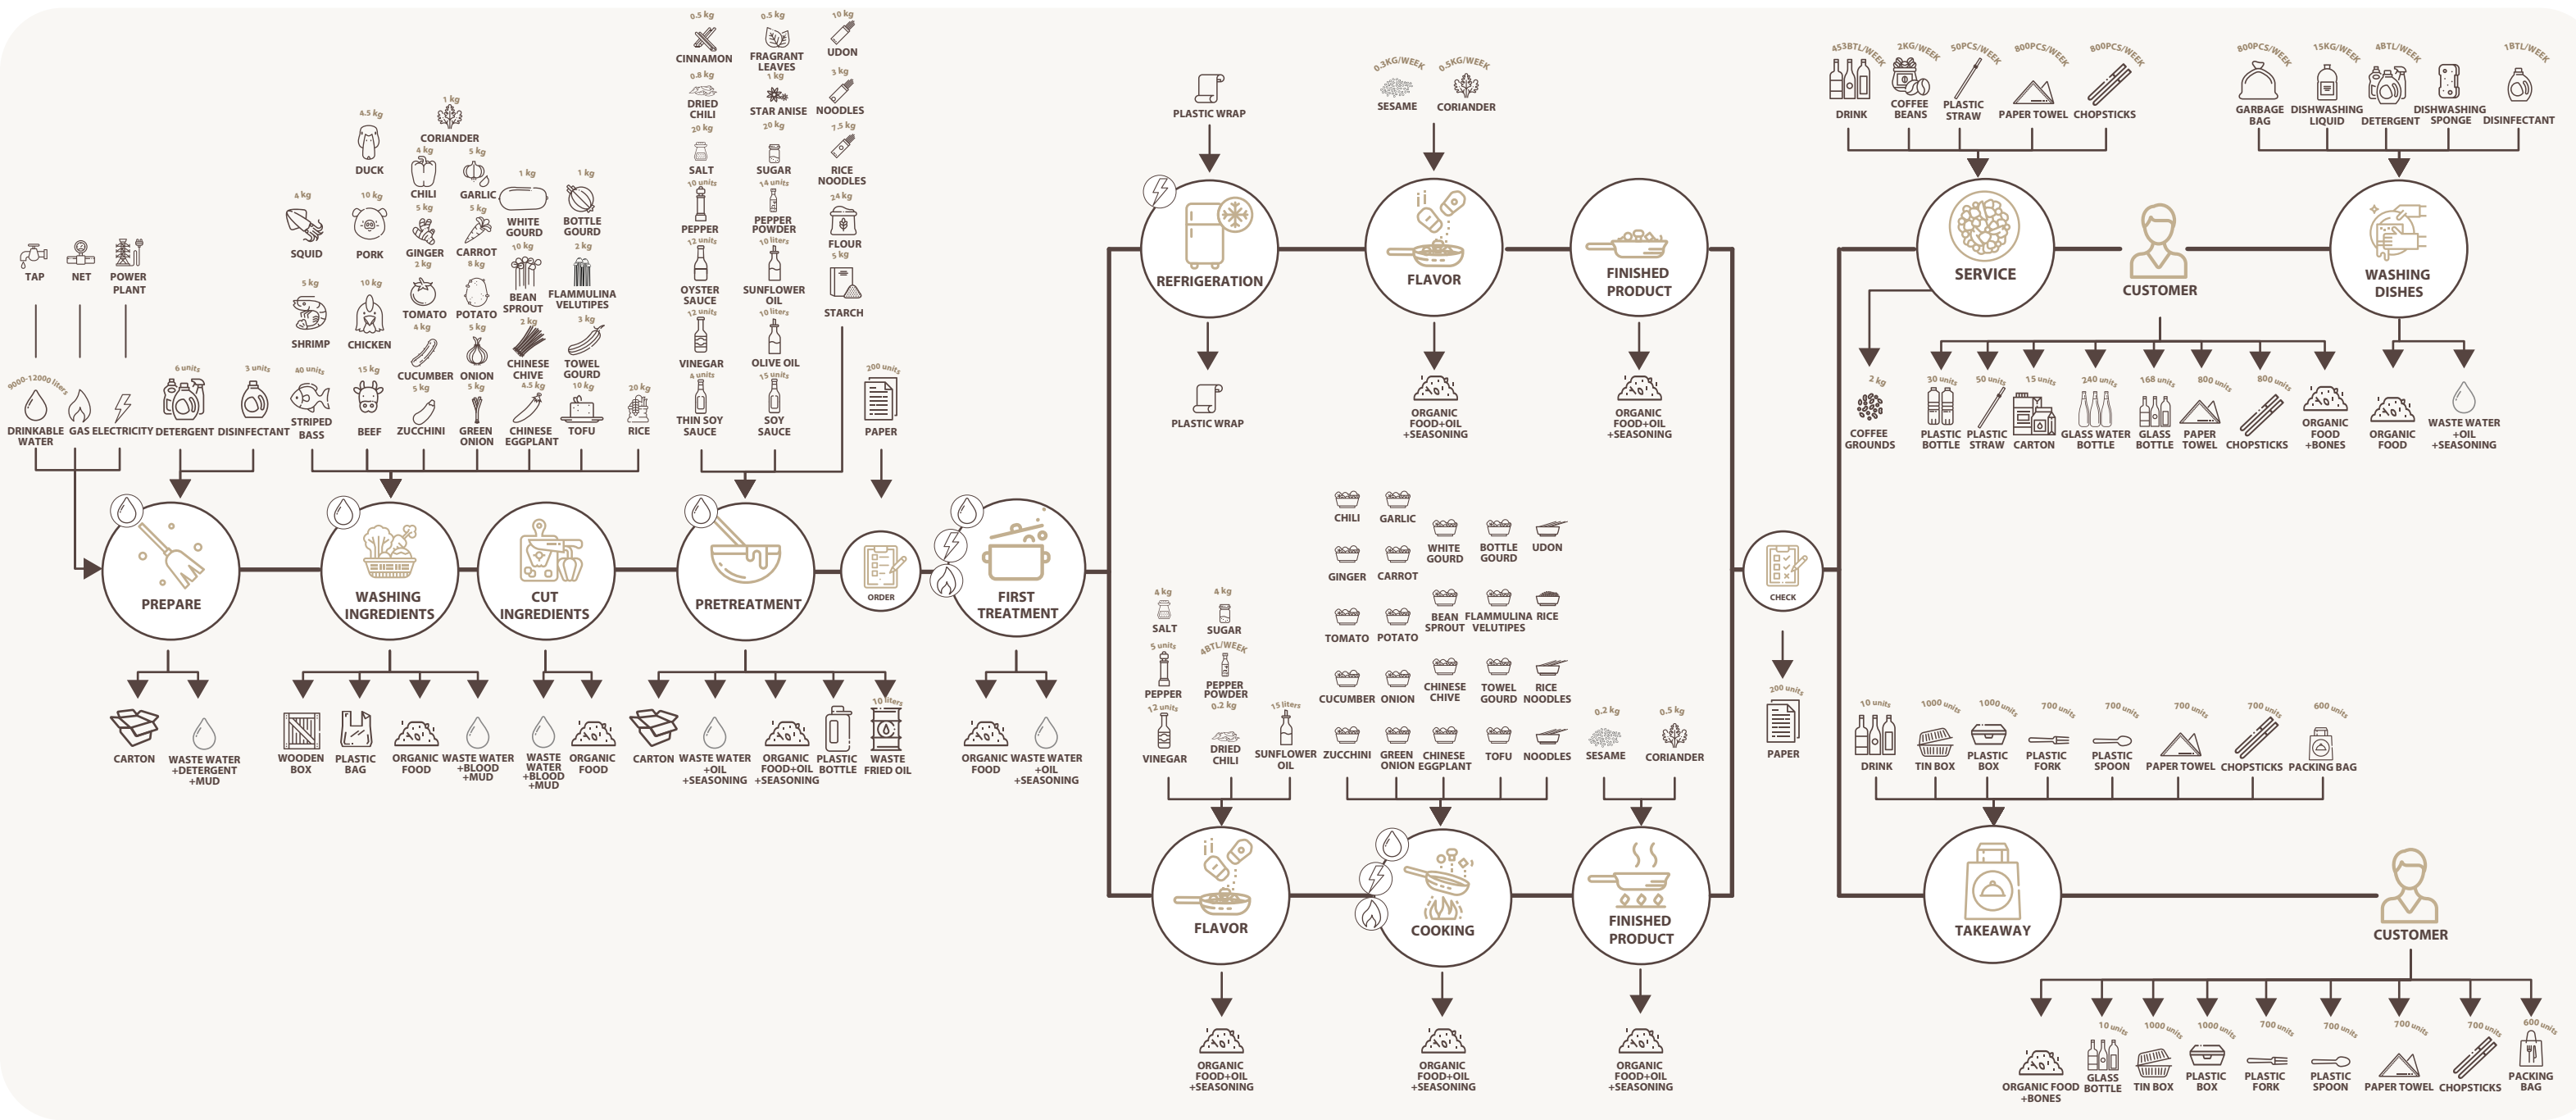 TAP
NET
POWER
PLANT
9000-12000 liters
DRINKABLE
WATER
GAS
ELECTRICITY
6 units
DETERGENT
3 units
DISINFECTANT
PREPARE
CARTON
WASTE WATER
+DETERGENT
+MUD
4 kg
SQUID
5 kg
SHRIMP
40 units
STRIPED
BASS
4.5 kg
DUCK
10 kg
PORK
10 kg
CHICKEN
15 kg
BEEF
1 kg
CORIANDER
4 kg
CHILI
5 kg
GARLIC
5 kg
GINGER
5 kg
CARROT
2 kg
TOMATO
8 kg
POTATO
4 kg
CUCUMBER
5 kg
ONION
5 kg
ZUCCHINI
5 kg
GREEN
ONION
1 kg
WHITE
GOURD
1 kg
BOTTLE
GOURD
10 kg
BEAN
SPROUT
2 kg
FLAMMULINA
VELUTIPES
2 kg
CHINESE
CHIVE
3 kg
TOWEL
GOURD
4.5 kg
CHINESE
EGGPLANT
10 kg
TOFU
20 kg
RICE
WASHING
INGREDIENTS
WOODEN
BOX
PLASTIC
BAG
ORGANIC
FOOD
WASTE WATER
+BLOOD
+MUD
CUT
INGREDIENTS
WASTE
WATER
+BLOOD
+MUD
ORGANIC
FOOD
0.5 kg
CINNAMON
0.5 kg
FRAGRANT
LEAVES
10 kg
UDON
0.8 kg
DRIED
CHILI
1 kg
STAR ANISE
3 kg
NOODLES
20 kg
SALT
20 kg
SUGAR
7.5 kg
RICE
NOODLES
10 units
PEPPER
14 units
PEPPER
POWDER
24 kg
FLOUR
12 units
OYSTER
SAUCE
10 liters
SUNFLOWER
OIL
5 kg
STARCH
12 units
VINEGAR
10 liters
OLIVE OIL
4 units
THIN SOY
SAUCE
15 units
SOY
SAUCE
PRETREATMENT
CARTON
WASTE WATER
+OIL
+SEASONING
ORGANIC
FOOD+OIL
+SEASONING
PLASTIC
BOTTLE
10 liters
WASTE
FRIED OIL
200 units
PAPER
ORDER
FIRST
TREATMENT
ORGANIC
FOOD
WASTE WATER
+OIL
+SEASONING
PLASTIC WRAP
REFRIGERATION
PLASTIC WRAP
0.3KG/WEEK
SESAME
0.5KG/WEEK
CORIANDER
FLAVOR
ORGANIC
FOOD+OIL
+SEASONING
FINISHED
PRODUCT
ORGANIC
FOOD+OIL
+SEASONING
4 kg
SALT
4 kg
SUGAR
5 units
PEPPER
4BTL/WEEK
PEPPER
POWDER
12 units
VINEGAR
0.2 kg
DRIED
CHILI
15 liters
SUNFLOWER
OIL
FLAVOR
ORGANIC
FOOD+OIL
+SEASONING
CHILI
GARLIC
GINGER
CARROT
TOMATO
POTATO
CUCUMBER
ONION
ZUCCHINI
GREEN
ONION
WHITE
GOURD
BOTTLE
GOURD
UDON
BEAN
SPROUT
FLAMMULINA
VELUTIPES
RICE
CHINESE
CHIVE
TOWEL
GOURD
RICE
NOODLES
CHINESE
EGGPLANT
TOFU
NOODLES
COOKING
ORGANIC
FOOD+OIL
+SEASONING
0.2 kg
SESAME
0.5 kg
CORIANDER
FINISHED
PRODUCT
ORGANIC
FOOD+OIL
+SEASONING
CHECK
200 units
PAPER
453BTL/WEEK
DRINK
2KG/WEEK
COFFEE
BEANS
50PCS/WEEK
PLASTIC
STRAW
800PCS/WEEK
PAPER TOWEL
800PCS/WEEK
CHOPSTICKS
SERVICE
2 kg
COFFEE
GROUNDS
CUSTOMER
30 units
PLASTIC
BOTTLE
50 units
PLASTIC
STRAW
15 units
CARTON
240 units
GLASS WATER
BOTTLE
168 units
GLASS
BOTTLE
800 units
PAPER
TOWEL
800 units
CHOPSTICKS
ORGANIC
FOOD
+BONES
800PCS/WEEK
GARBAGE
BAG
15KG/WEEK
DISHWASHING
LIQUID
4BTL/WEEK
DETERGENT
DISHWASHING
SPONGE
1BTL/WEEK
DISINFECTANT
WASHING
DISHES
ORGANIC
FOOD
WASTE WATER
+OIL
+SEASONING
10 units
DRINK
1000 units
TIN BOX
1000 units
PLASTIC
BOX
700 units
PLASTIC
FORK
700 units
PLASTIC
SPOON
700 units
PAPER TOWEL
700 units
CHOPSTICKS
600 units
PACKING BAG
TAKEAWAY
CUSTOMER
ORGANIC FOOD
+BONES
10 units
GLASS
BOTTLE
1000 units
TIN BOX
1000 units
PLASTIC
BOX
700 units
PLASTIC
FORK
700 units
PLASTIC
SPOON
700 units
PAPER TOWEL
700 units
CHOPSTICKS
600 units
PACKING
BAG